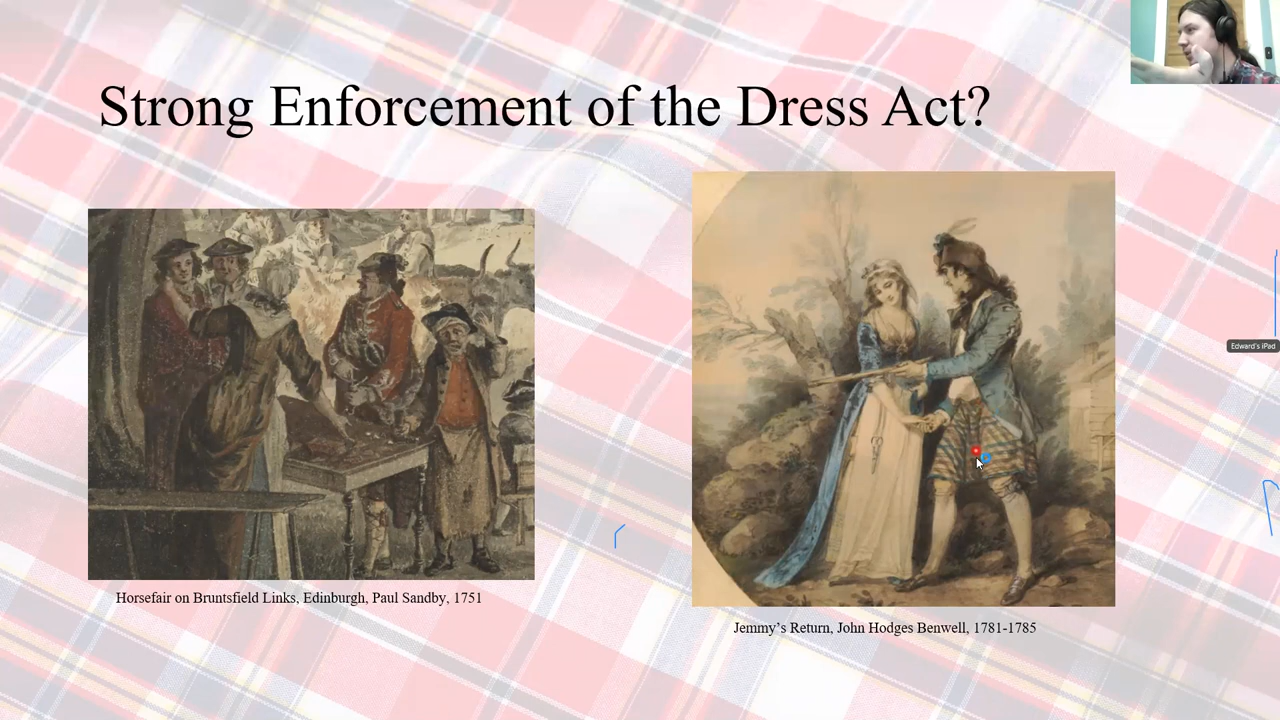 Strong Enforcement of the Dress Act?
Horsefair on Bruntsfield Links, Edinburgh, Paul Sandby, 1751
Jemmy’s Return, John Hodges Benwell, 1781-1785
Edward's iPad